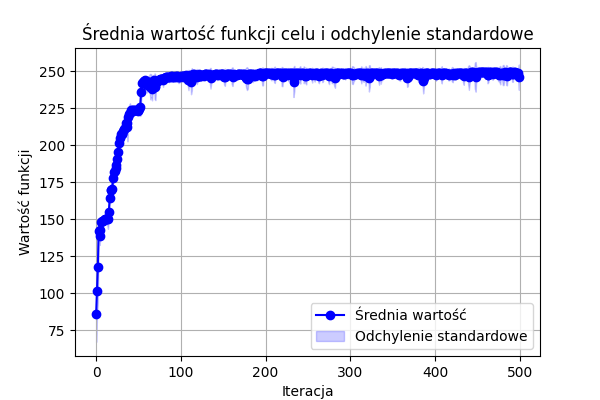 Średnia wartość funkcji celu i odchylenie standardowe
250
225
200
175
150
125
100
75
Wartość funkcji
0 100 200 300 400 500
Iteracja
Średnia wartość
Odchylenie standardowe